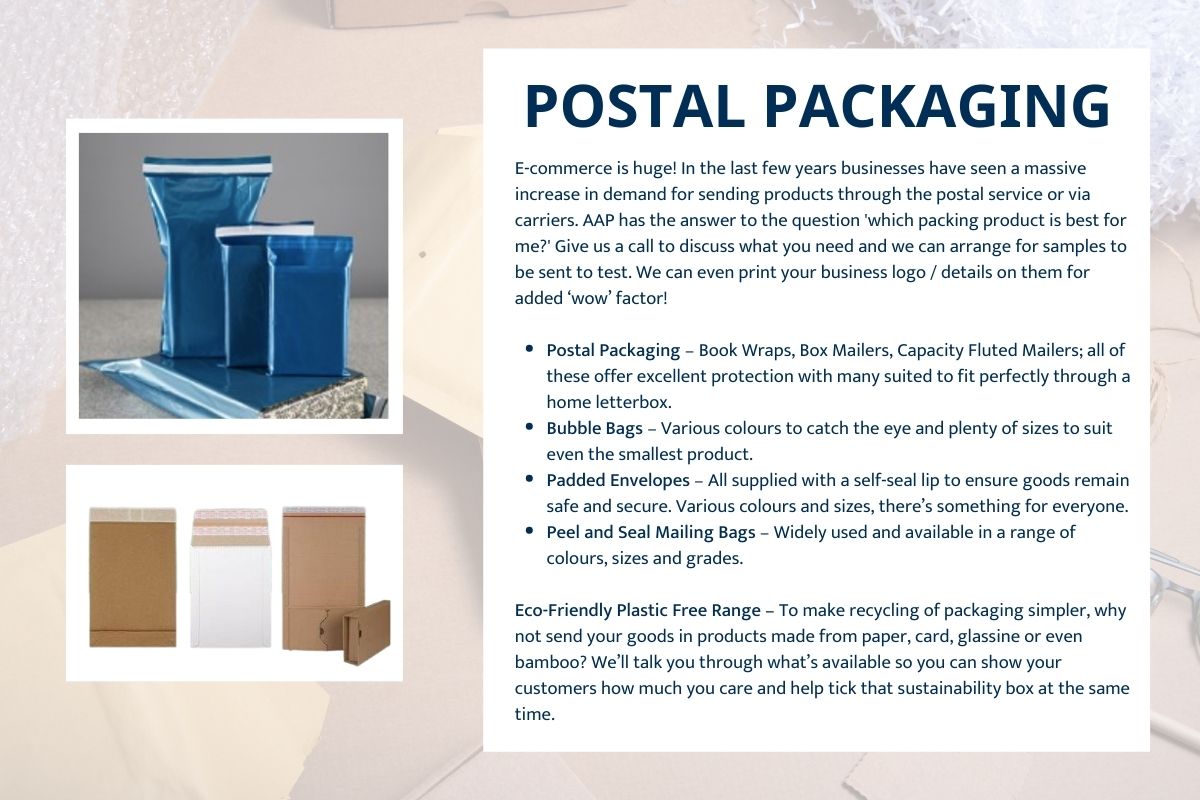 POSTAL PACKAGING
E-commerce is huge! In the last few years businesses have seen a massive
increase in demand for sending products through the postal service or via
carriers. AAP has the answer to the question 'which packing product is best for
me?' Give us a call to discuss what you need and we can arrange for samples to
be sent to test. We can even print your business logo / details on them for
added ‘wow’ factor!
• Postal Packaging – Book Wraps, Box Mailers, Capacity Fluted Mailers; all of
these offer excellent protection with many suited to fit perfectly through a
home letterbox.
• Bubble Bags – Various colours to catch the eye and plenty of sizes to suit
even the smallest product.
• Padded Envelopes – All supplied with a self-seal lip to ensure goods remain
safe and secure. Various colours and sizes, there’s something for everyone.
• Peel and Seal Mailing Bags – Widely used and available in a range of
colours, sizes and grades.
Eco-Friendly Plastic Free Range – To make recycling of packaging simpler, why
not send your goods in products made from paper, card, glassine or even
bamboo? We’ll talk you through what’s available so you can show your
customers how much you care and help tick that sustainability box at the same
time.